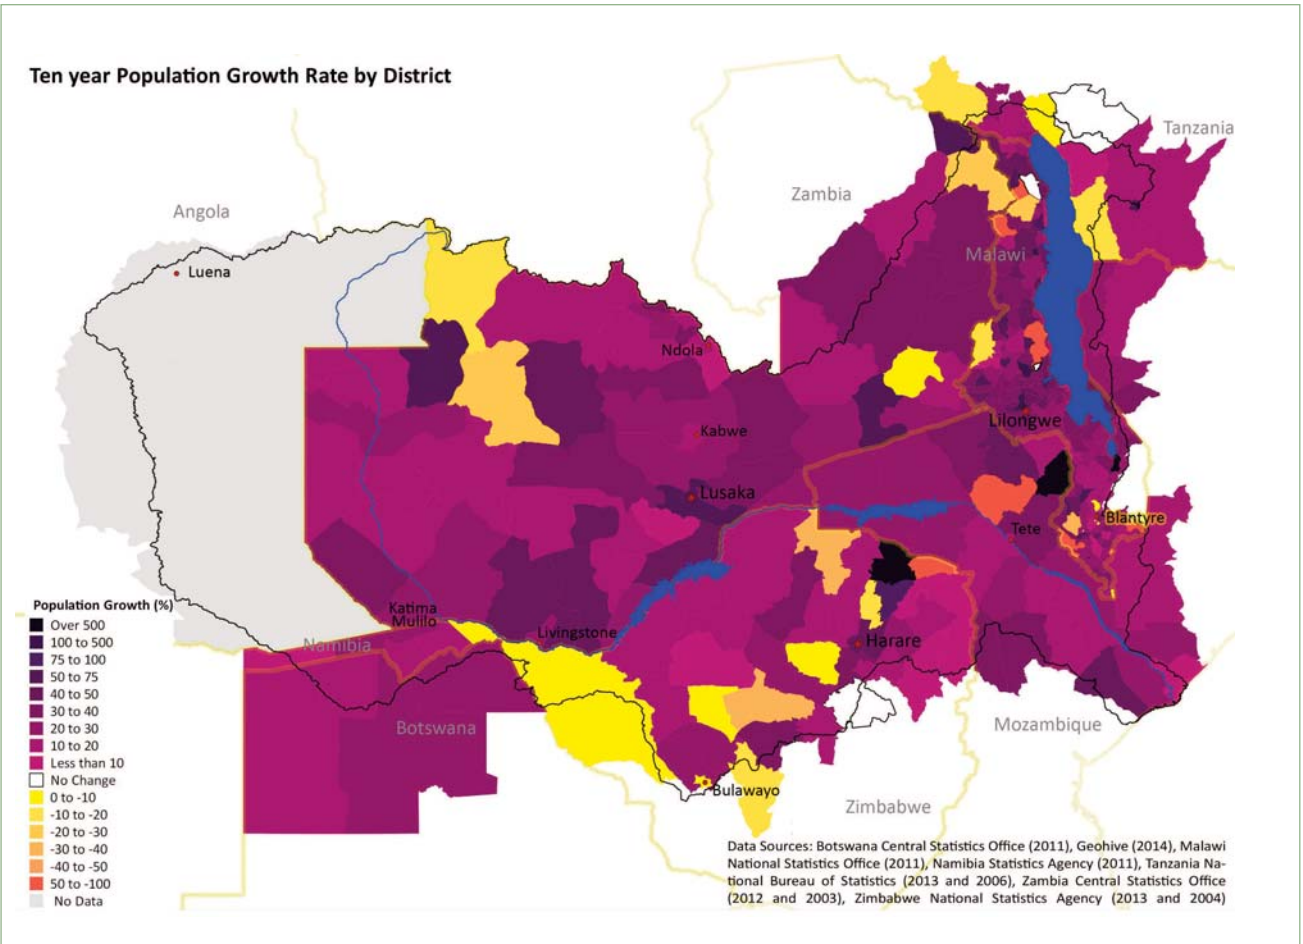 Ten year Population Growth Rate by District
Tanzania
Zambia
Angola
Malawi
Luena
Ndola
Lilongwe
Kabwe
Lusaka
Blantyre
Tete
Population Growth (%)
Over 500
100 to 500
75 to 100
50 to 75
40 to 50
30 to 40
20 to 30
10 to 20
Less than 10
No Change
0 to -10
-10 to -20
-20 to -30
-30 to -40
-40 to -50
50 to -100
No Data
Katima
Mulilo
Livingstone
Namibia
Harare
Botswana
Mozambique
Bulawayo
Zimbabwe
Data Sources: Botswana Central Statistics Office (2011), Geohive (2014), Malawi
National Statistics Office (2011), Namibia Statistics Agency (2011), Tanzania Na-
tional Bureau of Statistics (2013 and 2006), Zambia Central Statistics Office
(2012 and 2003), Zimbabwe National Statistics Agency (2013 and 2004)